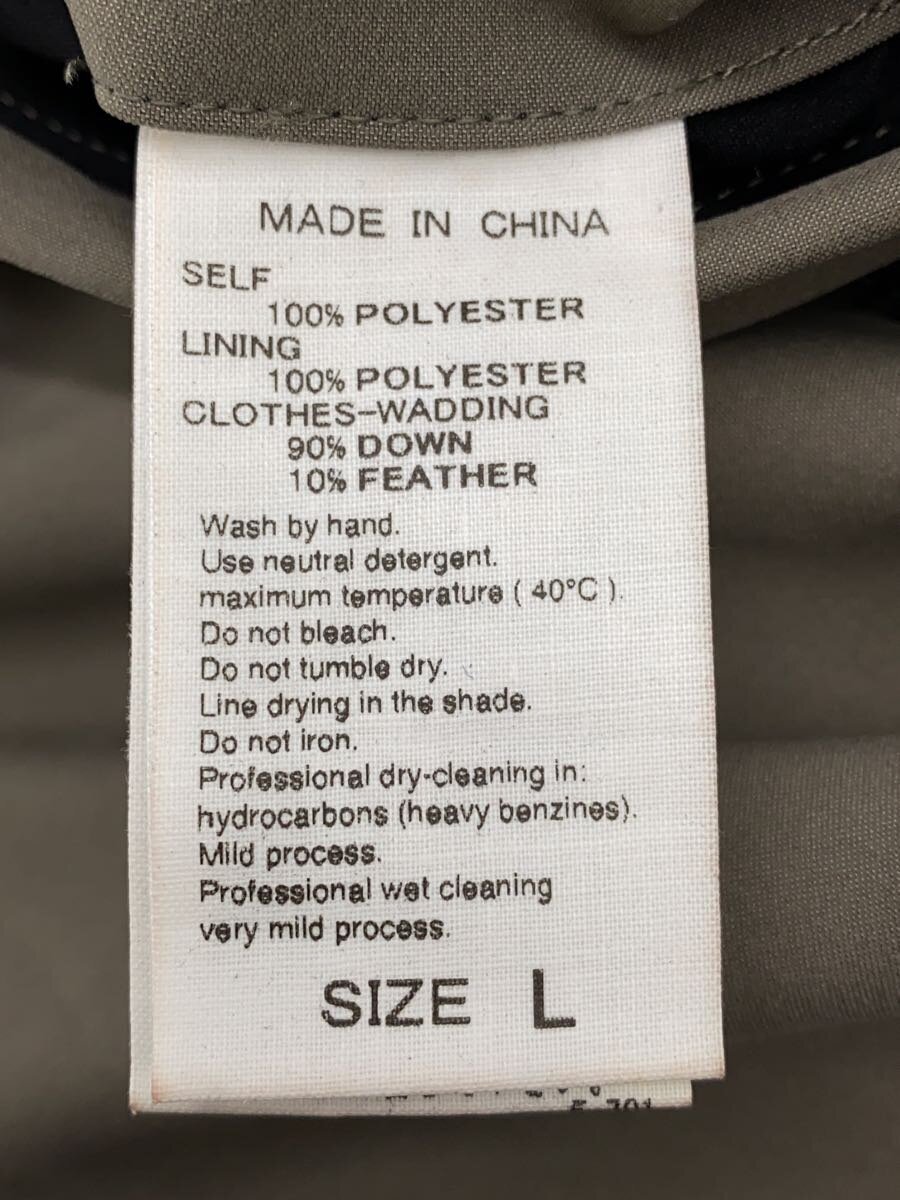 MADE IN CHINA
SELF
100% POLYESTER
LINING
100% POLYESTER
CLOTHES-WADDING
90% DOWN
10% FEATHER
Wash by hand.
Use neutral detergent.
maximum temperature ( 40°C ).
Do not bleach.
Do not tumble dry.
Line drying in the shade.
Do not iron.
Professional dry-cleaning in:
hydrocarbons (heavy benzines).
Mild process.
Professional wet cleaning
very mild process.
SIZE L